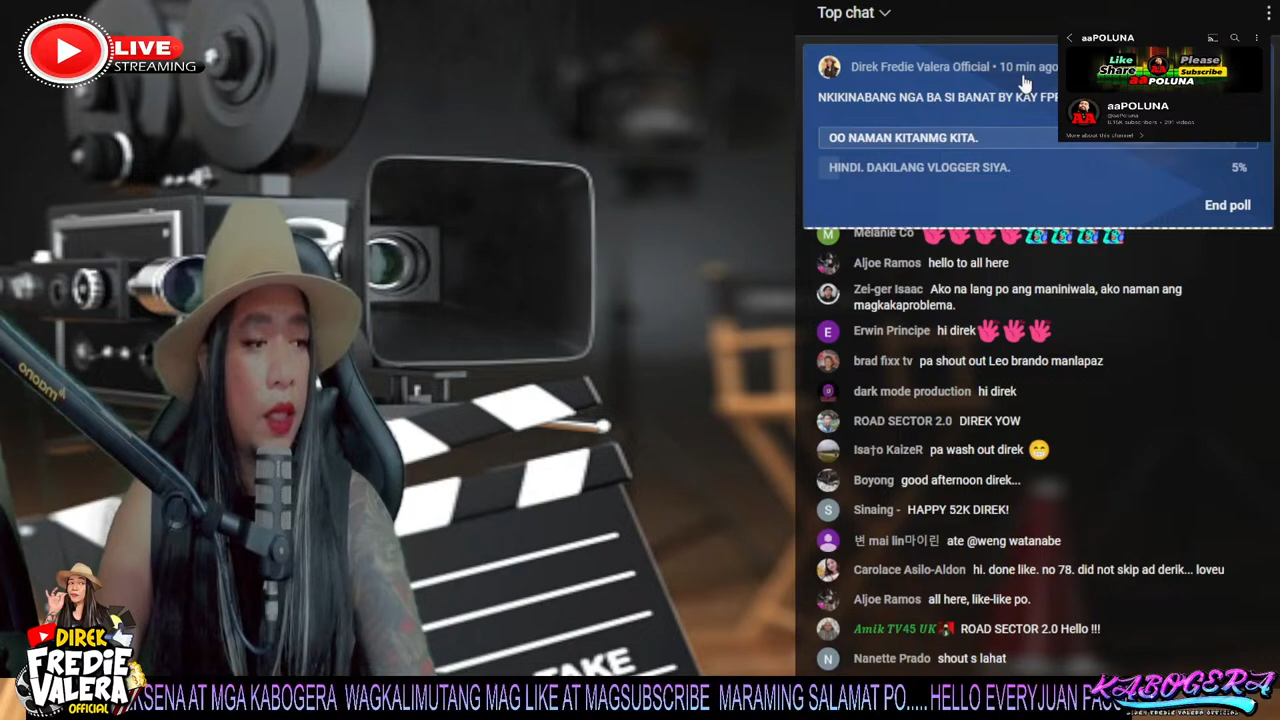 LIVE
STREAMING
Top chat
Direk Fredie Valera Official • 10 min ago
NKIKINABANG NGA BA SI BANAT BY KAY FPR
OO NAMAN KITANMG KITA.
HINDI. DAKILANG VLOGGER SIYA. 5%
End poll
aaPOLUNA
Like
Share
Please
Subscribe
aaPOLUNA
aaPOLUNA
@aaPoluna
More about this channel
Melanie Co
Aljoe Ramos hello to all here
Zei-ger Isaac Ako na lang po ang maniniwala, ako naman ang
magkakaproblema.
E Erwin Principe hi direk
brad fixx tv pa shout out Leo brando manlapaz
dark mode production hi direk
ROAD SECTOR 2.0 DIREK YOW
Isa†o KaizeR pa wash out direk 😁
Boyong good afternoon direk...
S Sinaing - HAPPY 52K DIREK!
변 mai lin마이린 ate @weng watanabe
Carolace Asilo-Aldon hi. done like. no 78. did not skip ad derik... loveu
Aljoe Ramos all here, like-like po.
Amik TV45 UK ROAD SECTOR 2.0 Hello !!!
N Nanette Prado shout s lahat
maono
TAKE
DIREK
FREDIE
VALERA
OFFICIAL
KSENA AT MGA KABOGERA WAGKALIMUTANG MAG LIKE AT MAGSUBSCRIBE MARAMING SALAMAT PO..... HELLO EVERYJUAN
KABOGERA
DIREK FREDIE VALERA OFFICIAL